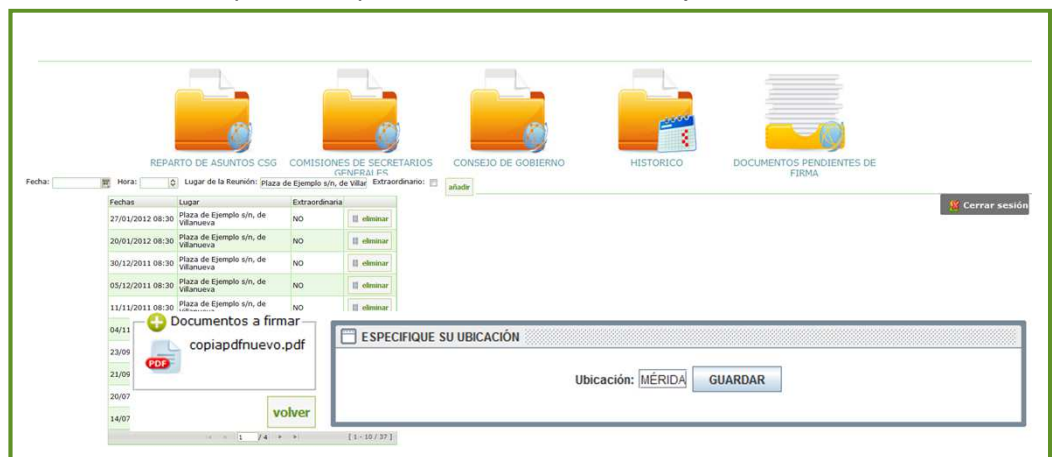 REPARTO DE ASUNTOS CSG
COMISIONES DE SECRETARIOS
GENERALES
CONSEJO DE GOBIERNO
HISTORICO
DOCUMENTOS PENDIENTES DE
FIRMA
Fecha: Hora: Lugar de la Reunión: Plaza de Ejemplo s/n, de Villar Extraordinario: añadir
Cerrar sesión
Fechas Lugar Extraordinaria
27/01/2012 08:30 Plaza de Ejemplo s/n, de
Villanueva NO eliminar
20/01/2012 08:30 Plaza de Ejemplo s/n, de
Villanueva NO eliminar
30/12/2011 08:30 Plaza de Ejemplo s/n, de
Villanueva NO eliminar
05/12/2011 08:30 Plaza de Ejemplo s/n, de
Villanueva NO eliminar
11/11/2011 08:30 Plaza de Ejemplo s/n, de
NO eliminar
04/11
23/09
21/09
20/07
14/07
Documentos a firmar
PDF
copiapdfnuevo.pdf
volver
ESPECIFIQUE SU UBICACIÓN
Ubicación: MÉRIDA GUARDAR
1 / 4 [ 1 - 10 / 37 ]